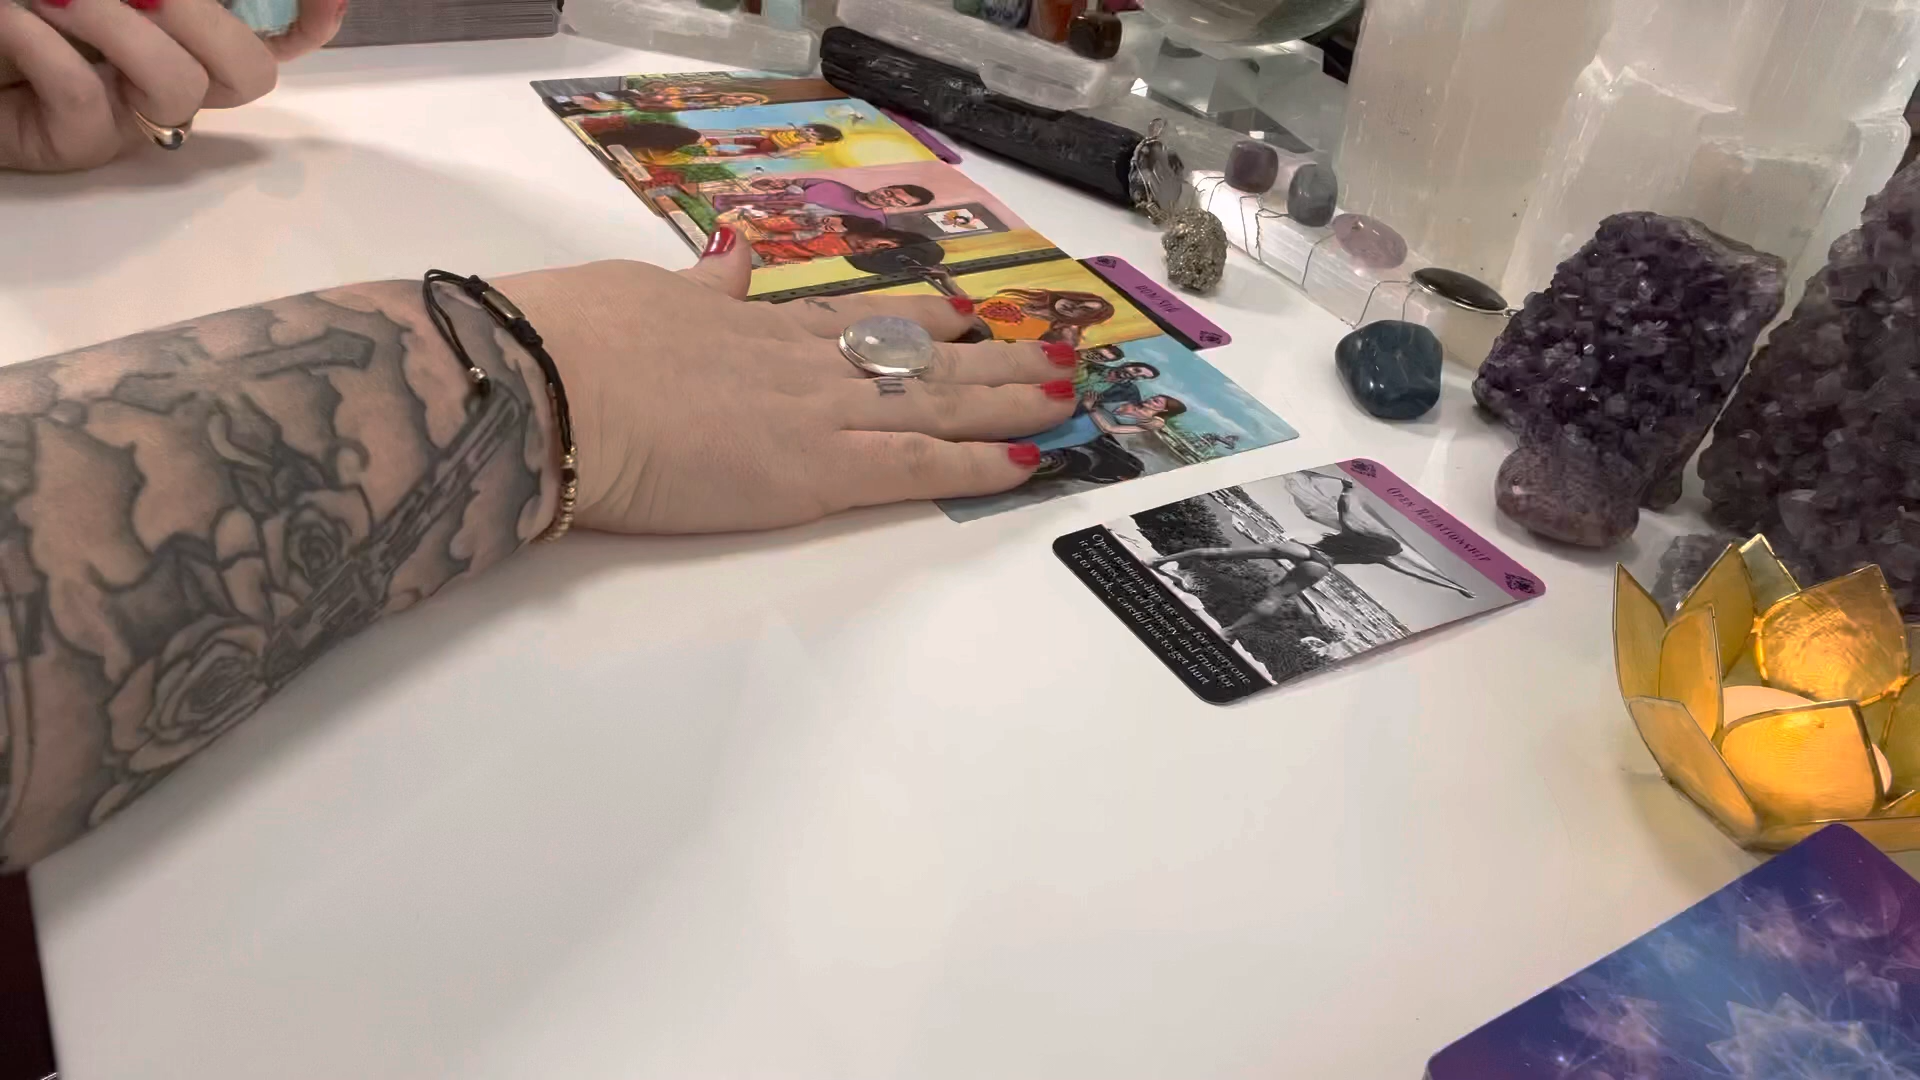 OPEN RELATIONSHIP
Open relationships are not for everyone
it requires a lot of honesty and trust for
it to work... careful not to get hurt